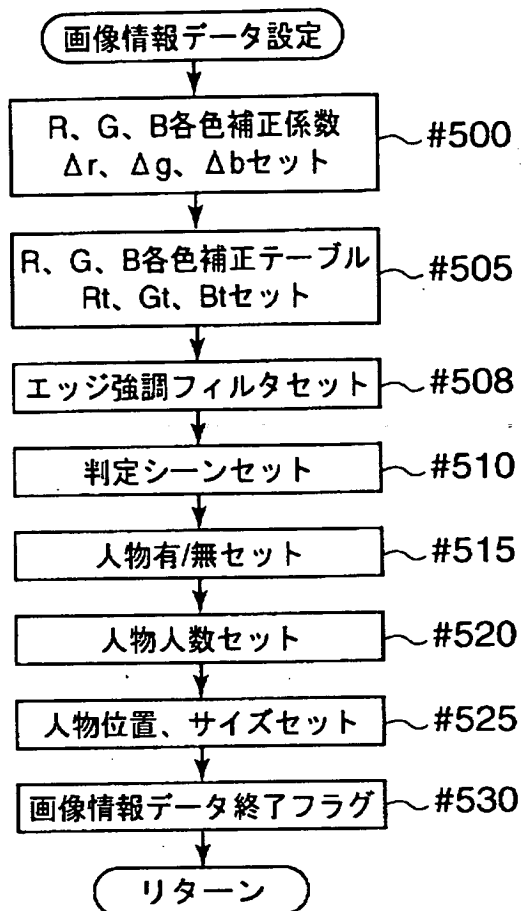 画像情報データ設定
R、G、B各色補正係数
Δr、Δg、Δbセット
#500
R、G、B各色補正テーブル
Rt、Gt、Btセット
#505
エッジ強調フィルタセット
#508
判定シーンセット
#510
人物有/無セット
#515
人物人数セット
#520
人物位置、サイズセット
#525
画像情報データ終了フラグ
#530
リターン